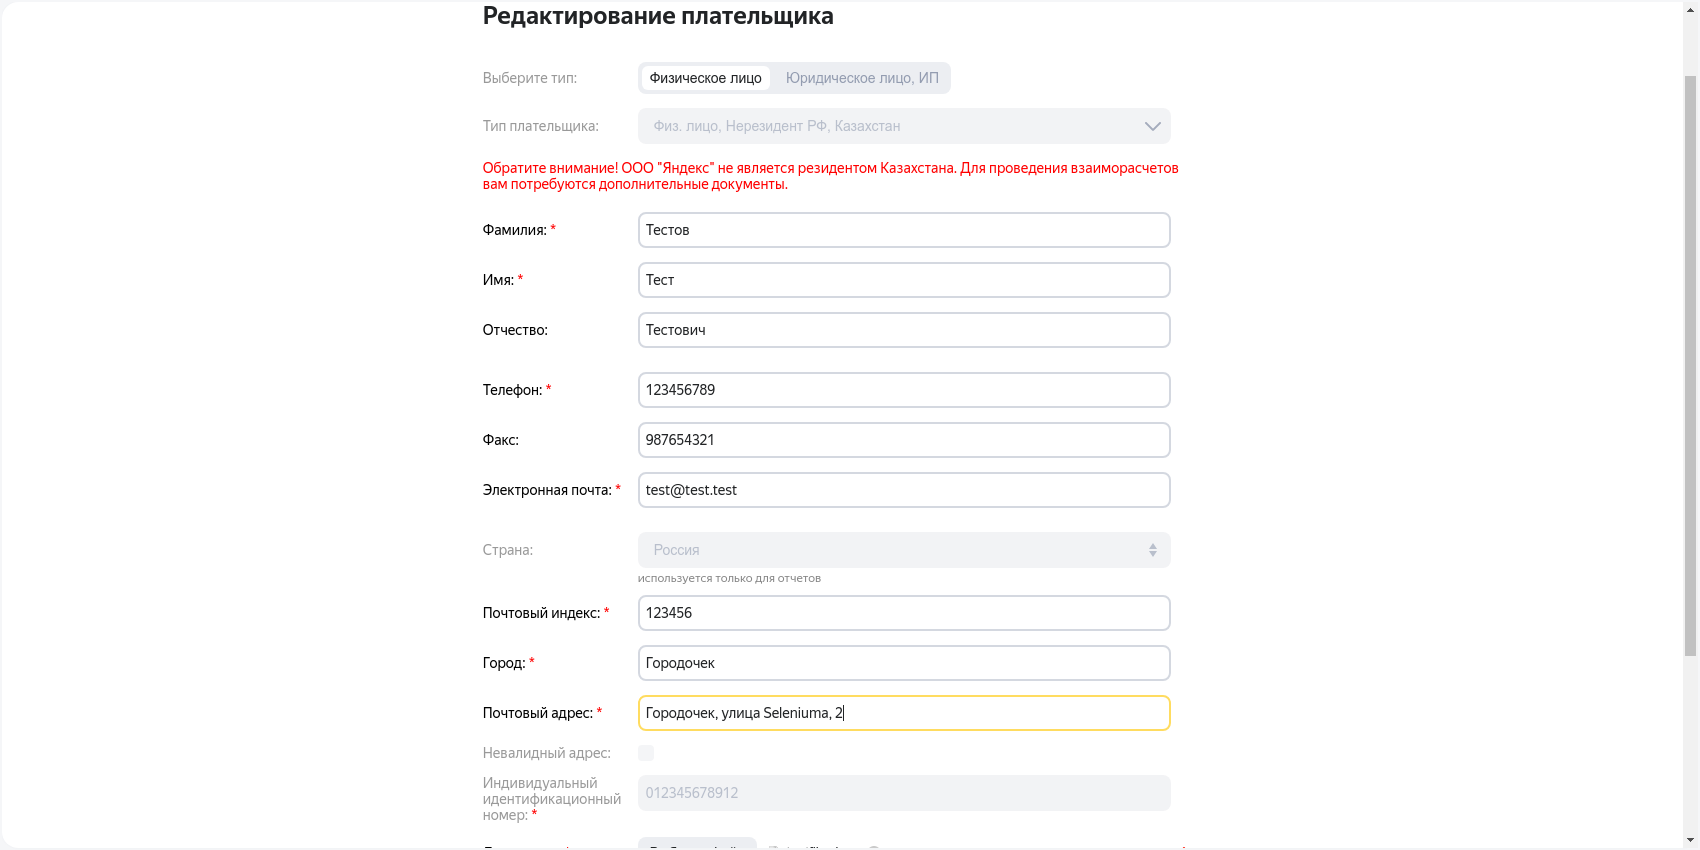 Редактирование плательщика
Выберите тип: Физическое лицо Юридическое лицо, ИП
Тип плательщика: Физ. лицо, Нерезидент РФ, Казахстан
Обратите внимание! ООО "Яндекс" не является резидентом Казахстана. Для проведения взаиморасчетов
вам потребуются дополнительные документы.
Фамилия: * Тестов
Имя: * Тест
Отчество: Тестович
Телефон: * 123456789
Факс: 987654321
Электронная почта: * test@test.test
Страна: Россия
используется только для отчетов
Почтовый индекс: * 123456
Город: * Городочек
Почтовый адрес: * Городочек, улица Seleniuma, 2
Невалидный адрес:
Индивидуальный
идентификационный
номер: * 012345678912